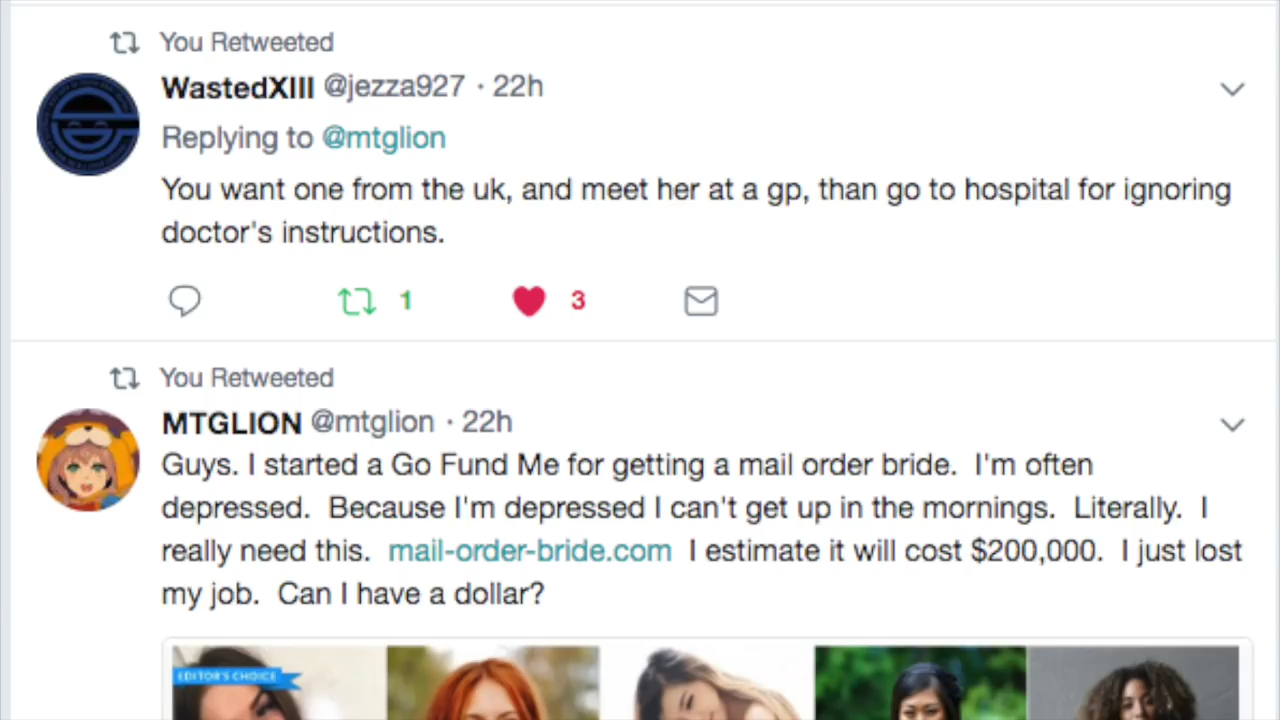 You Retweeted
WastedXIII @jezza927 · 22h
Replying to @mtglion
You want one from the uk, and meet her at a gp, than go to hospital for ignoring
doctor's instructions.
1 3
You Retweeted
MTGLION @mtglion · 22h
Guys. I started a Go Fund Me for getting a mail order bride. I'm often
depressed. Because I'm depressed I can't get up in the mornings. Literally. I
really need this. mail-order-bride.com I estimate it will cost $200,000. I just lost
my job. Can I have a dollar?
EDITOR'S CHOICE